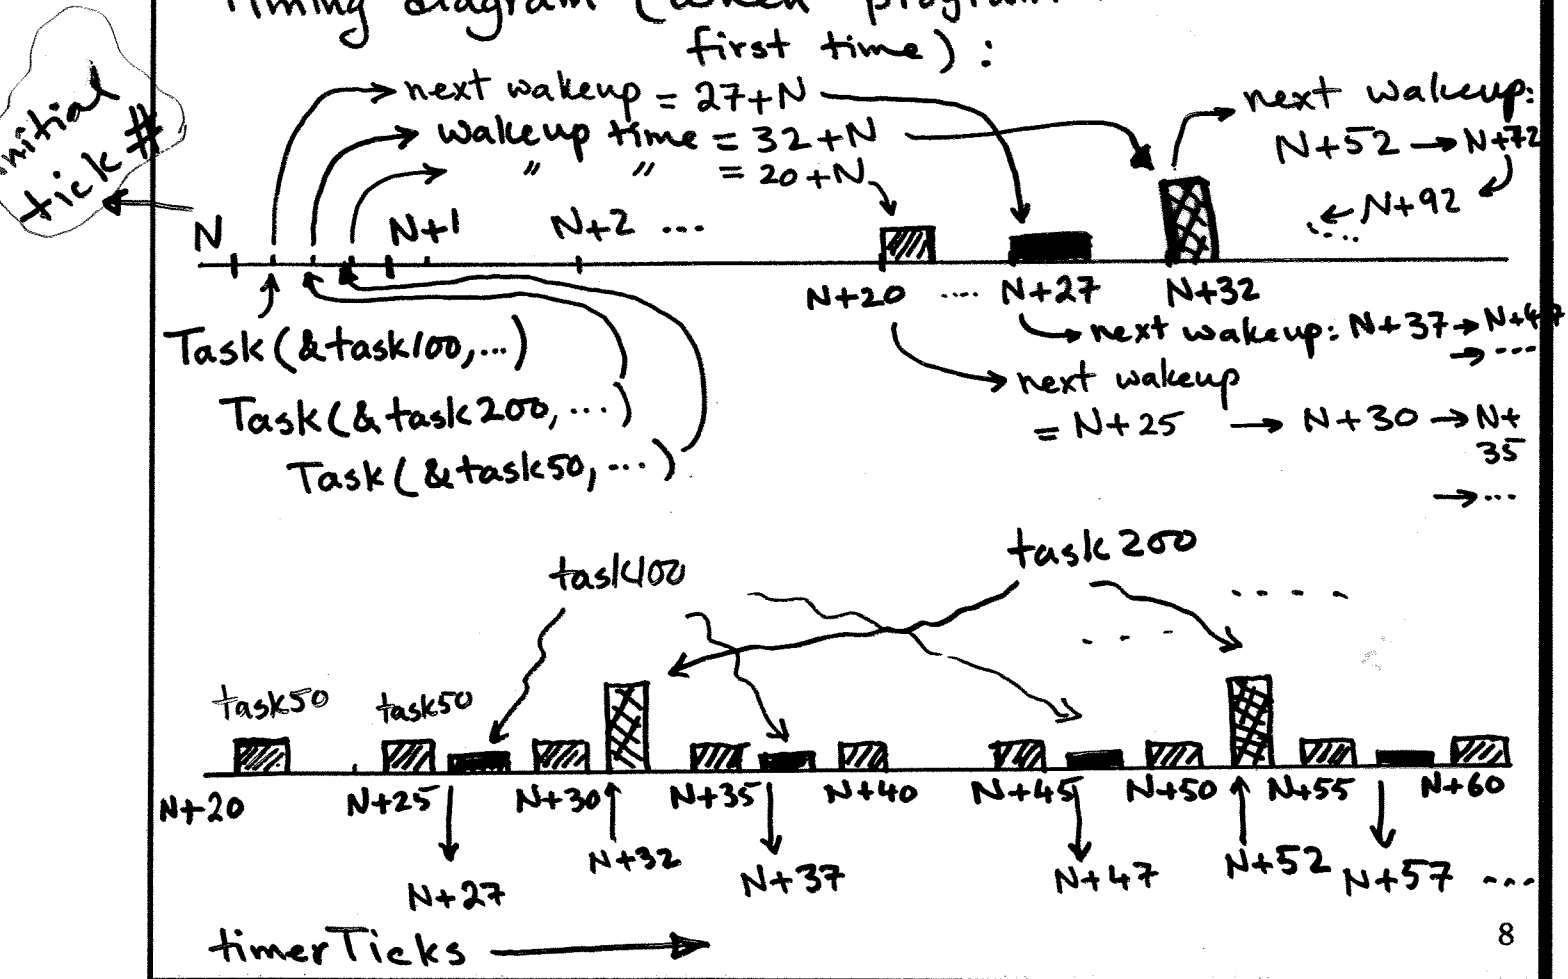 Timing diagram (when program
first time):
initial
tick #
next wakeup = 27+N
wakeup time = 32+N
" " = 20+N
next wakeup:
N+52 → N+72
← N+92
.....
N N+1 N+2 ...
N+20 .... N+27 N+32
Task(&task100,...)
Task(&task200,...)
Task(&task50,...)
next wakeup: N+37 → N+47
→ ...
next wakeup
= N+25 → N+30 → N+
35
→ ...
task100 task200
task50 task50
N+20 N+25 N+30 N+35 N+40 N+45 N+50 N+55 N+60
N+27 N+32 N+37 N+47 N+52 N+57 ....
timerTicks →
8